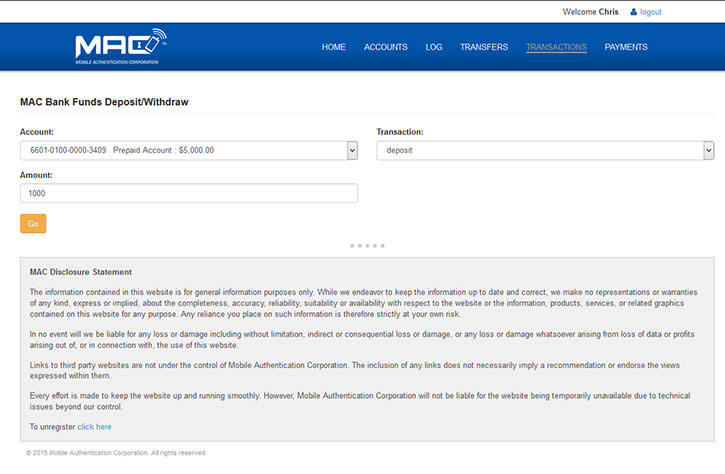 Welcome Chris logout
MAC ™
MOBILE AUTHENTICATION CORPORATION
HOME ACCOUNTS LOG TRANSFERS TRANSACTIONS PAYMENTS
MAC Bank Funds Deposit/Withdraw
Account: Transaction:
6601-0100-0000-3409 Prepaid Account : $5,000.00 deposit
Amount:
1000
Go
MAC Disclosure Statement
The information contained in this website is for general information purposes only. While we endeavor to keep the information up to date and correct, we make no representations or warranties
of any kind, express or implied, about the completeness, accuracy, reliability, suitability or availability with respect to the website or the information, products, services, or related graphics
contained on this website for any purpose. Any reliance you place on such information is therefore strictly at your own risk.
In no event will we be liable for any loss or damage including without limitation, indirect or consequential loss or damage, or any loss or damage whatsoever arising from loss of data or profits
arising out of, or in connection with, the use of this website.
Links to third party websites are not under the control of Mobile Authentication Corporation. The inclusion of any links does not necessarily imply a recommendation or endorse the views
expressed within them.
Every effort is made to keep the website up and running smoothly. However, Mobile Authentication Corporation will not be liable for the website being temporarily unavailable due to technical
issues beyond our control.
To unregister click here
© 2015 Mobile Authentication Corporation. All rights reserved.